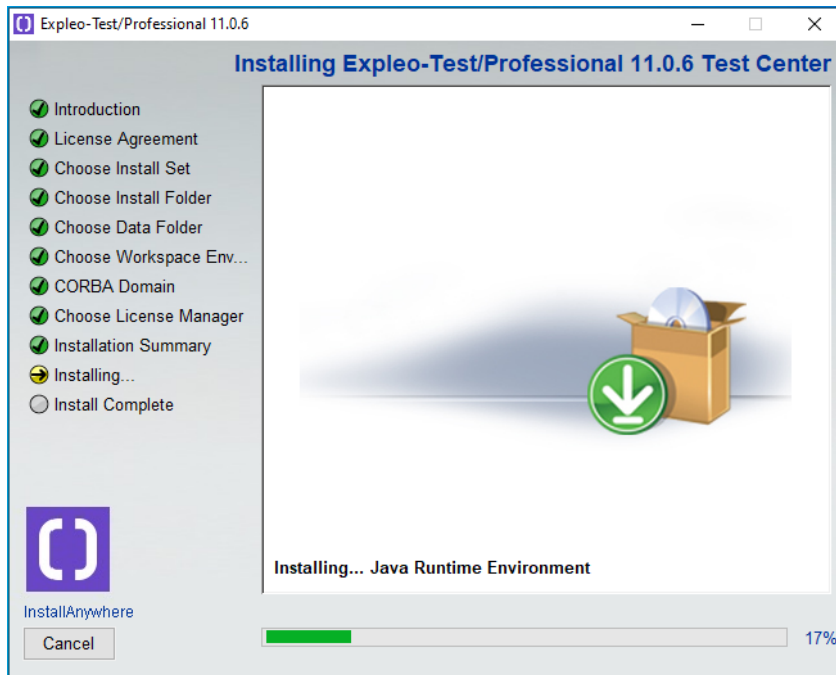 Expleo-Test/Professional 11.0.6
Installing Expleo-Test/Professional 11.0.6 Test Center
Introduction
License Agreement
Choose Install Set
Choose Install Folder
Choose Data Folder
Choose Workspace Env...
CORBA Domain
Choose License Manager
Installation Summary
Installing...
Install Complete
Installing... Java Runtime Environment
InstallAnywhere
Cancel
17%